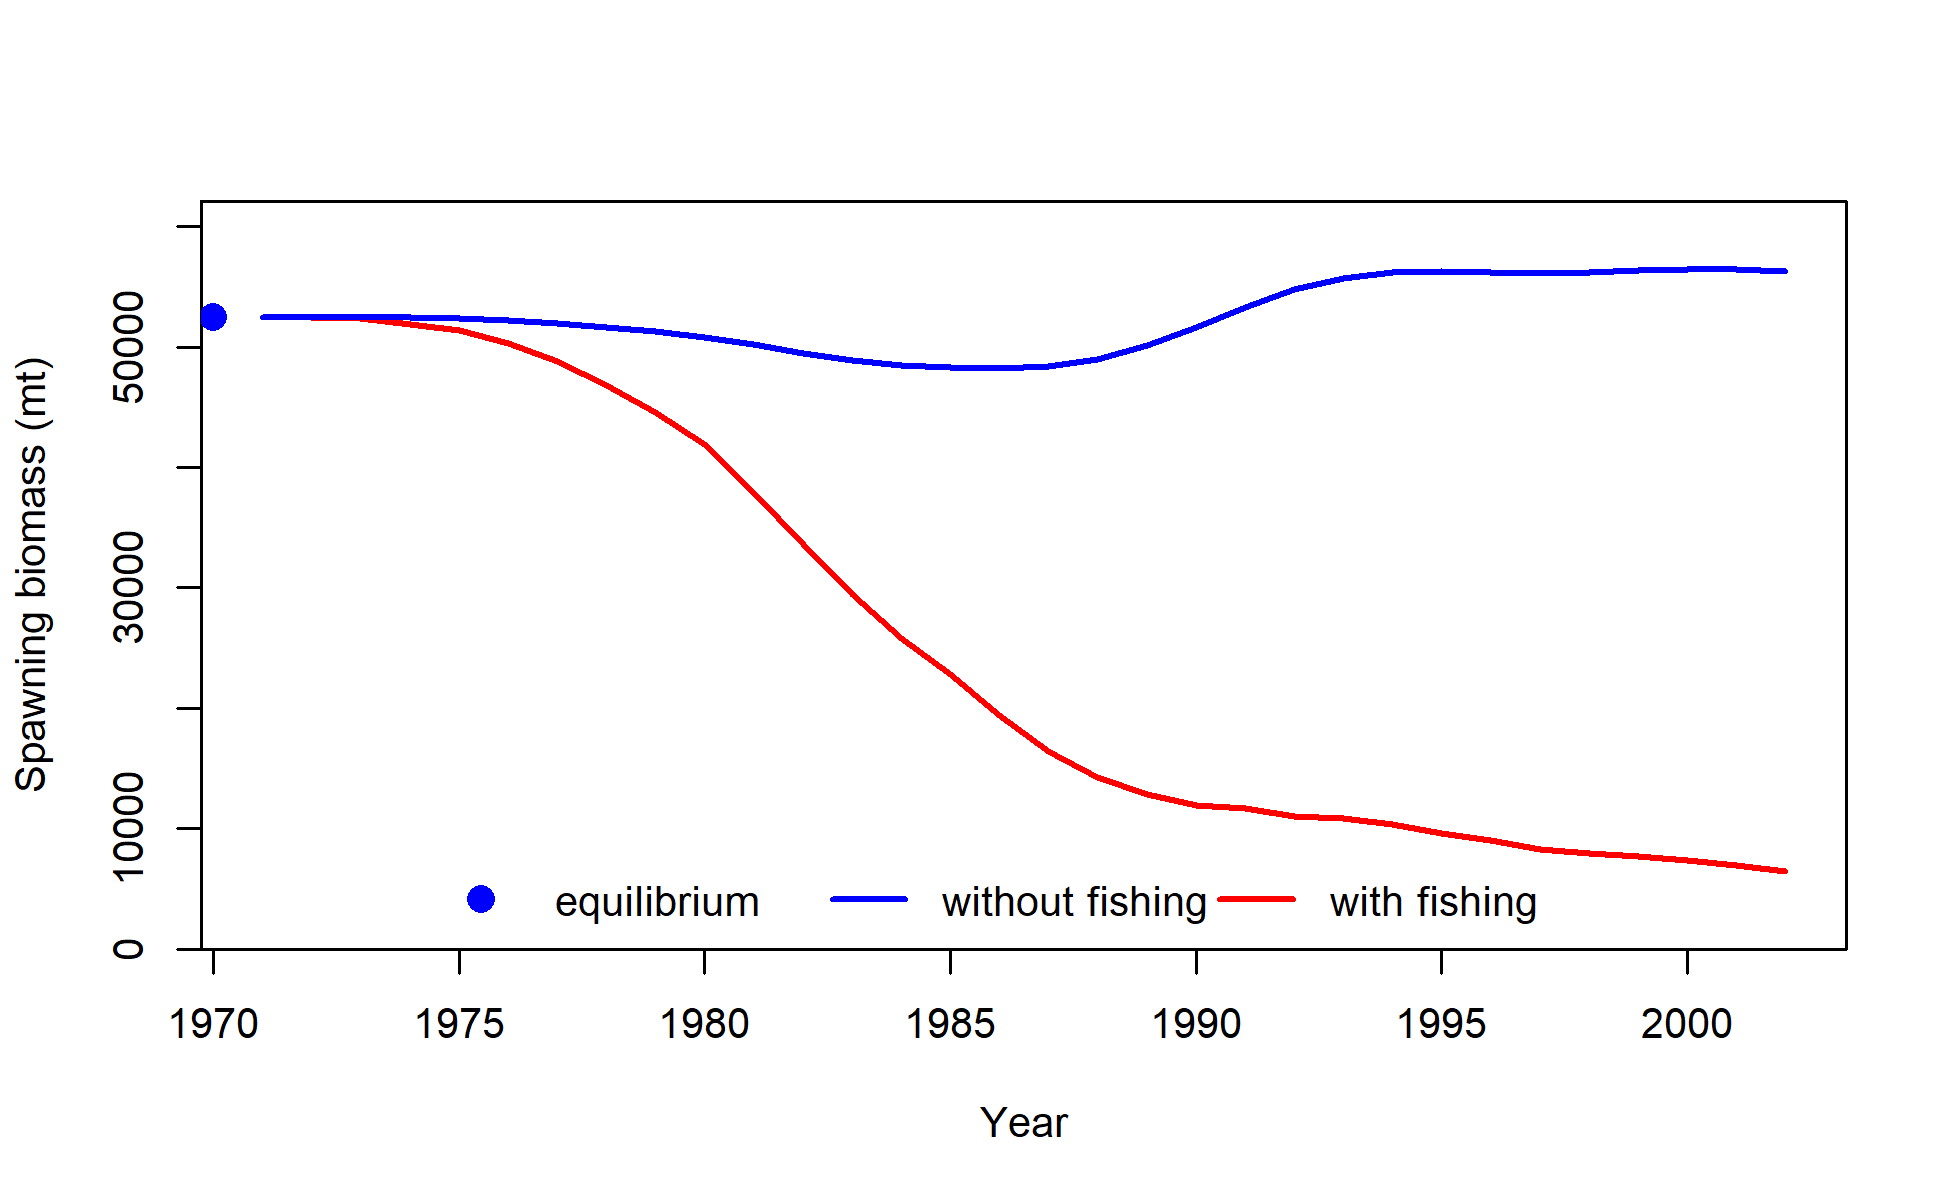 Spawning biomass (mt)
50000
30000
10000
0
equilibrium without fishing with fishing
1970 1975 1980 1985 1990 1995 2000
Year